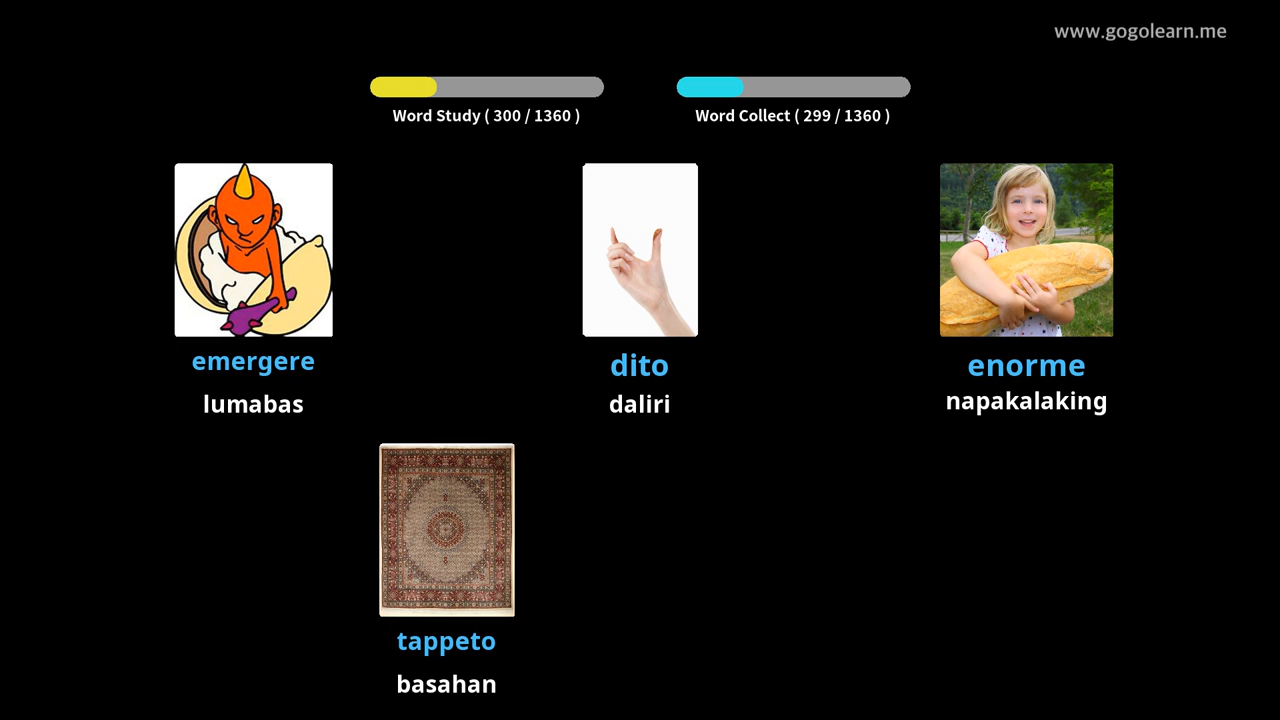 www.gogolearn.me
Word Study ( 300 / 1360 )
Word Collect ( 299 / 1360 )
emergere
lumabas
dito
daliri
enorme
napakalaking
tappeto
basahan